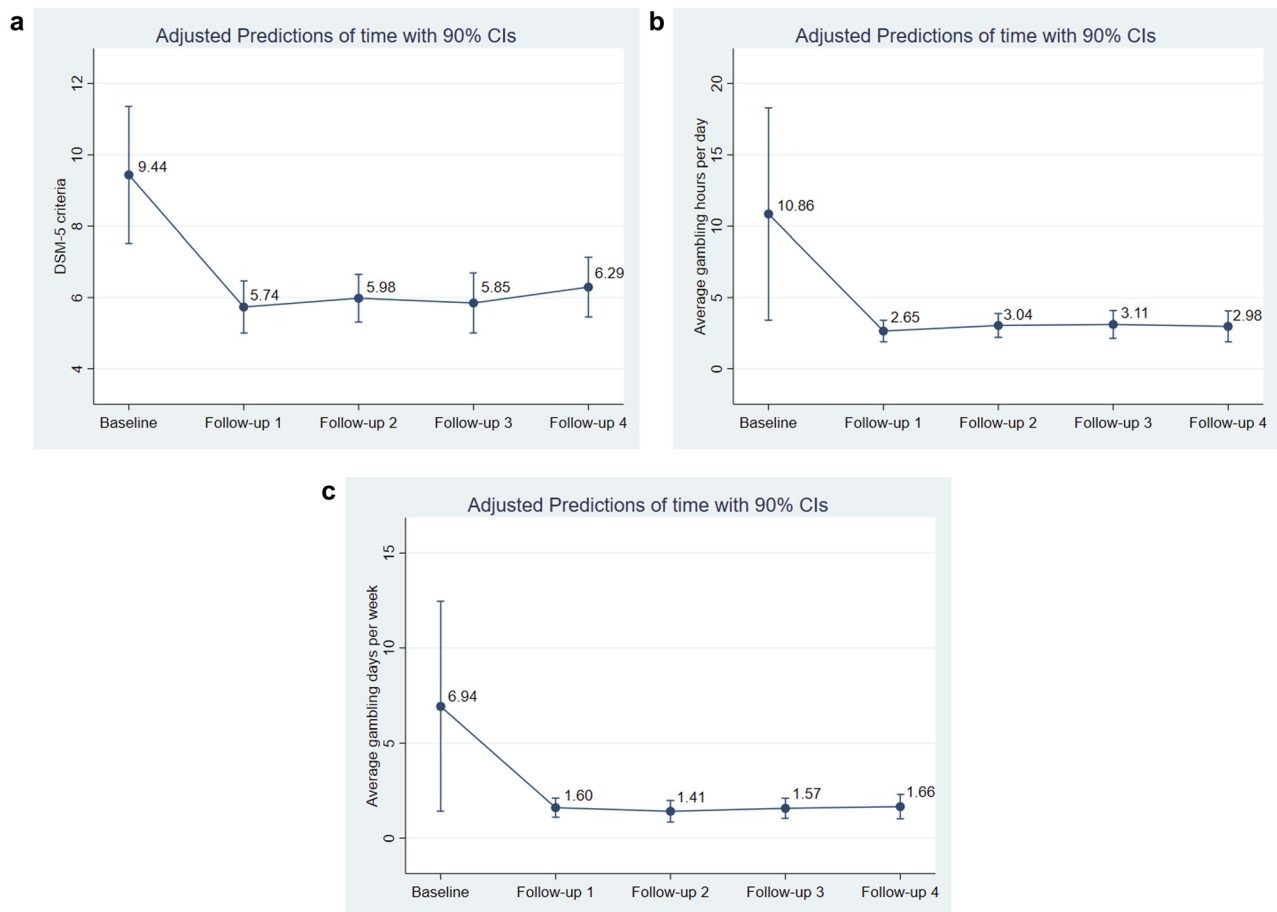 a
Adjusted Predictions of time with 90% CIs
DSM-5 criteria
12
10
8
6
4
9.44
5.74
5.98
5.85
6.29
Baseline Follow-up 1 Follow-up 2 Follow-up 3 Follow-up 4
b
Adjusted Predictions of time with 90% CIs
Average gambling hours per day
20
15
10
5
0
10.86
2.65
3.04
3.11
2.98
Baseline Follow-up 1 Follow-up 2 Follow-up 3 Follow-up 4
c
Adjusted Predictions of time with 90% CIs
Average gambling days per week
15
10
5
0
6.94
1.60
1.41
1.57
1.66
Baseline Follow-up 1 Follow-up 2 Follow-up 3 Follow-up 4